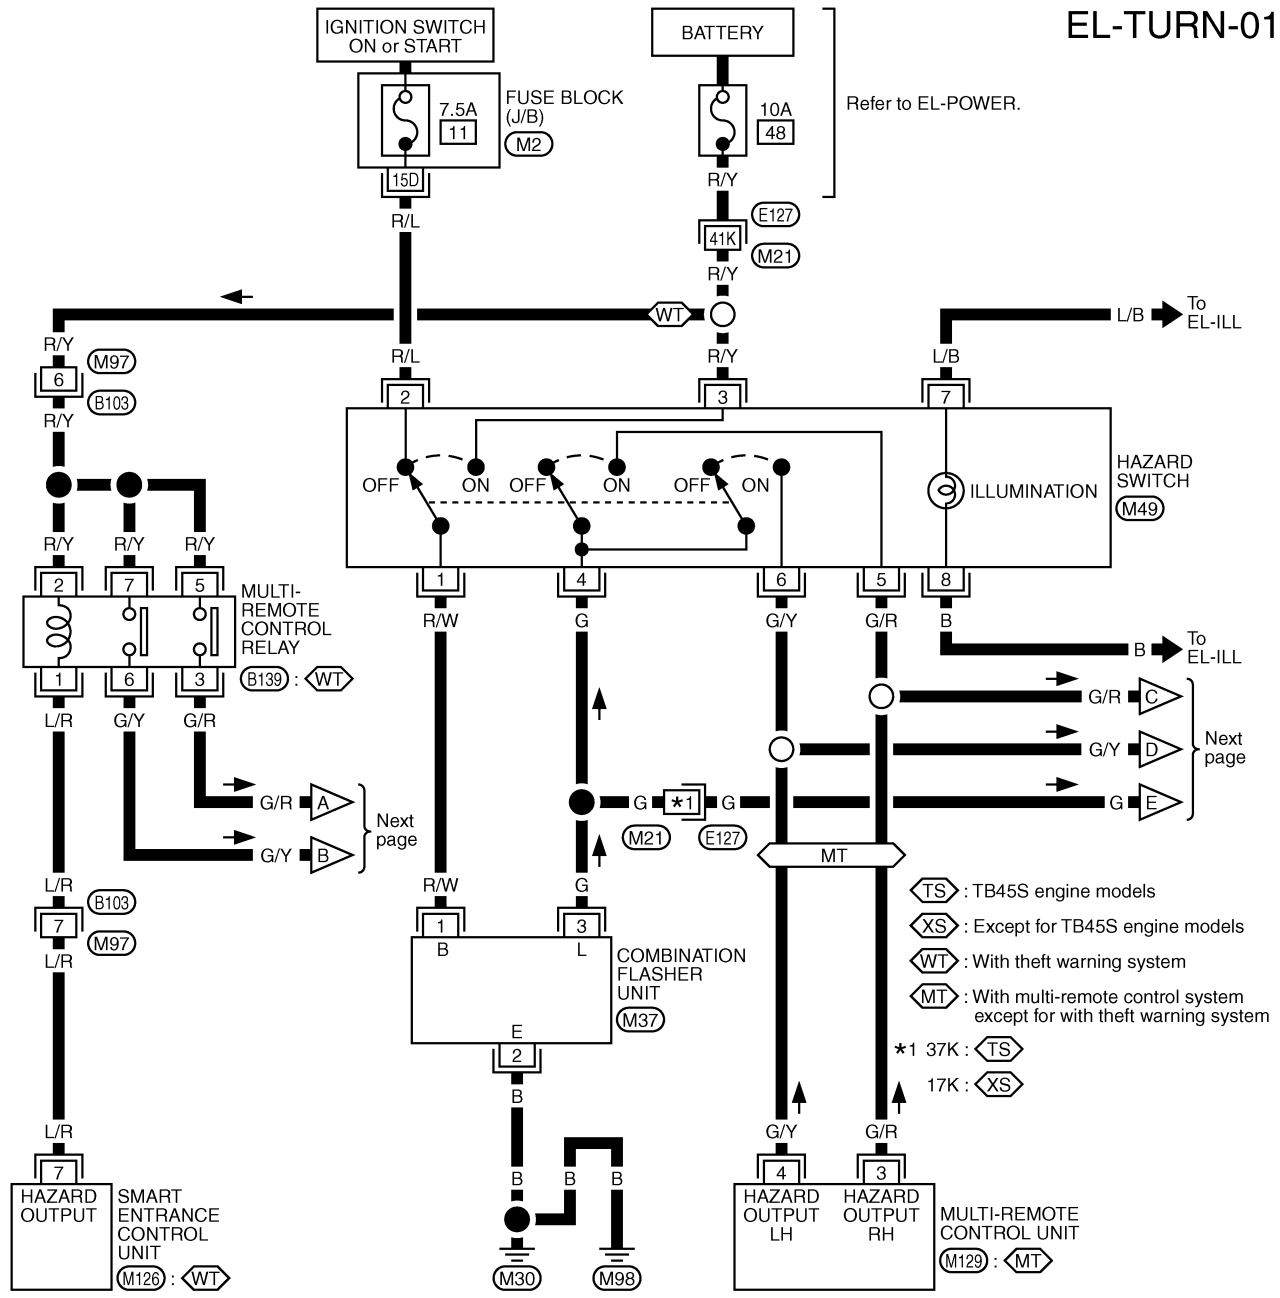 EL-TURN-01
IGNITION SWITCH
ON or START
BATTERY
7.5A
11
FUSE BLOCK
(J/B)
M2
10A
48
Refer to EL-POWER.
15D
R/L
R/Y
E127
41K
M21
R/Y
WT
L/B
To
EL-ILL
R/Y
M97
6
B103
R/Y
R/L
R/Y
L/B
2
3
7
OFF
ON
OFF
ON
OFF
ON
ILLUMINATION
HAZARD
SWITCH
M49
R/Y
R/Y
R/Y
2
7
5
MULTI-
REMOTE
CONTROL
RELAY
B139 : WT
1
6
3
L/R
G/Y
G/R
1
4
6
5
8
R/W
G
G/Y
G/R
B
B
To
EL-ILL
G/R
C
G/Y
D
G
E
Next
page
G/R
A
G/Y
B
Next
page
G
*1
G
M21
E127
MT
L/R
B103
7
M97
L/R
R/W
G
1
3
B
L
E
COMBINATION
FLASHER
UNIT
M37
2
B
TS : TB45S engine models
XS : Except for TB45S engine models
WT : With theft warning system
MT : With multi-remote control system
except for with theft warning system
*1 37K : TS
17K : XS
L/R
7
HAZARD
OUTPUT
SMART
ENTRANCE
CONTROL
UNIT
M126 : WT
B
B
B
M30
M98
G/Y
G/R
4
3
HAZARD
OUTPUT
LH
HAZARD
OUTPUT
RH
MULTI-REMOTE
CONTROL UNIT
M129 : MT